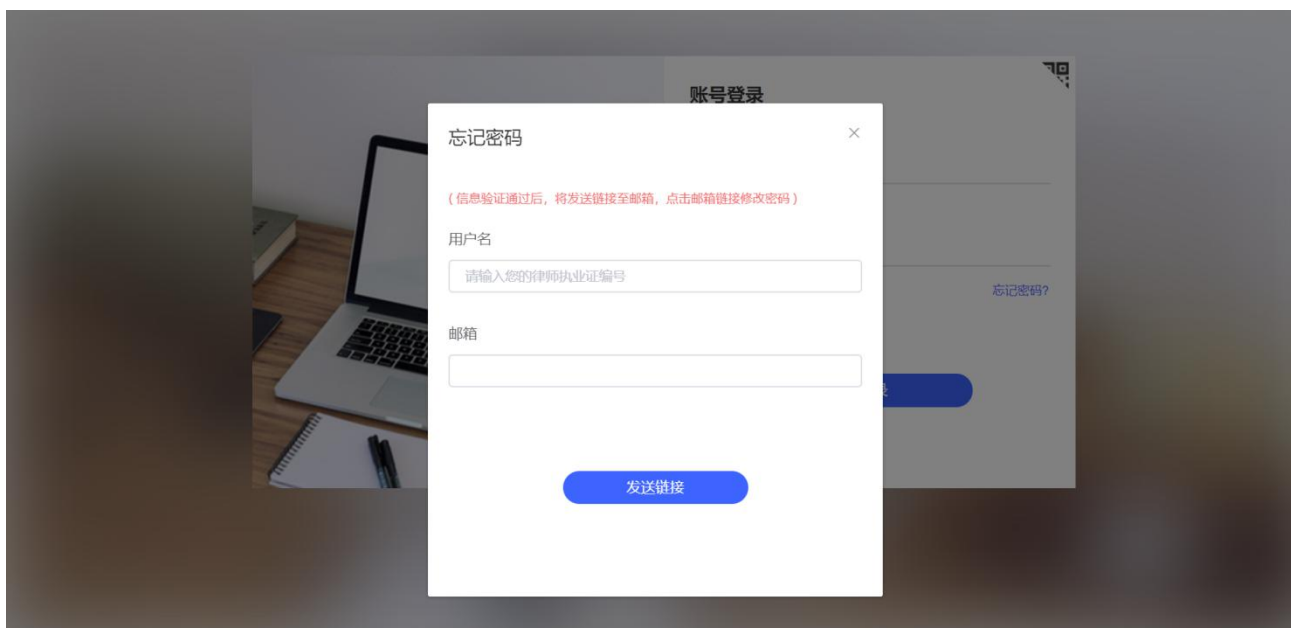 账号登录
忘记密码
(信息验证通过后，将发送链接至邮箱，点击邮箱链接修改密码)
用户名
请输入您的律师执业证编号
忘记密码?
邮箱
录
发送链接